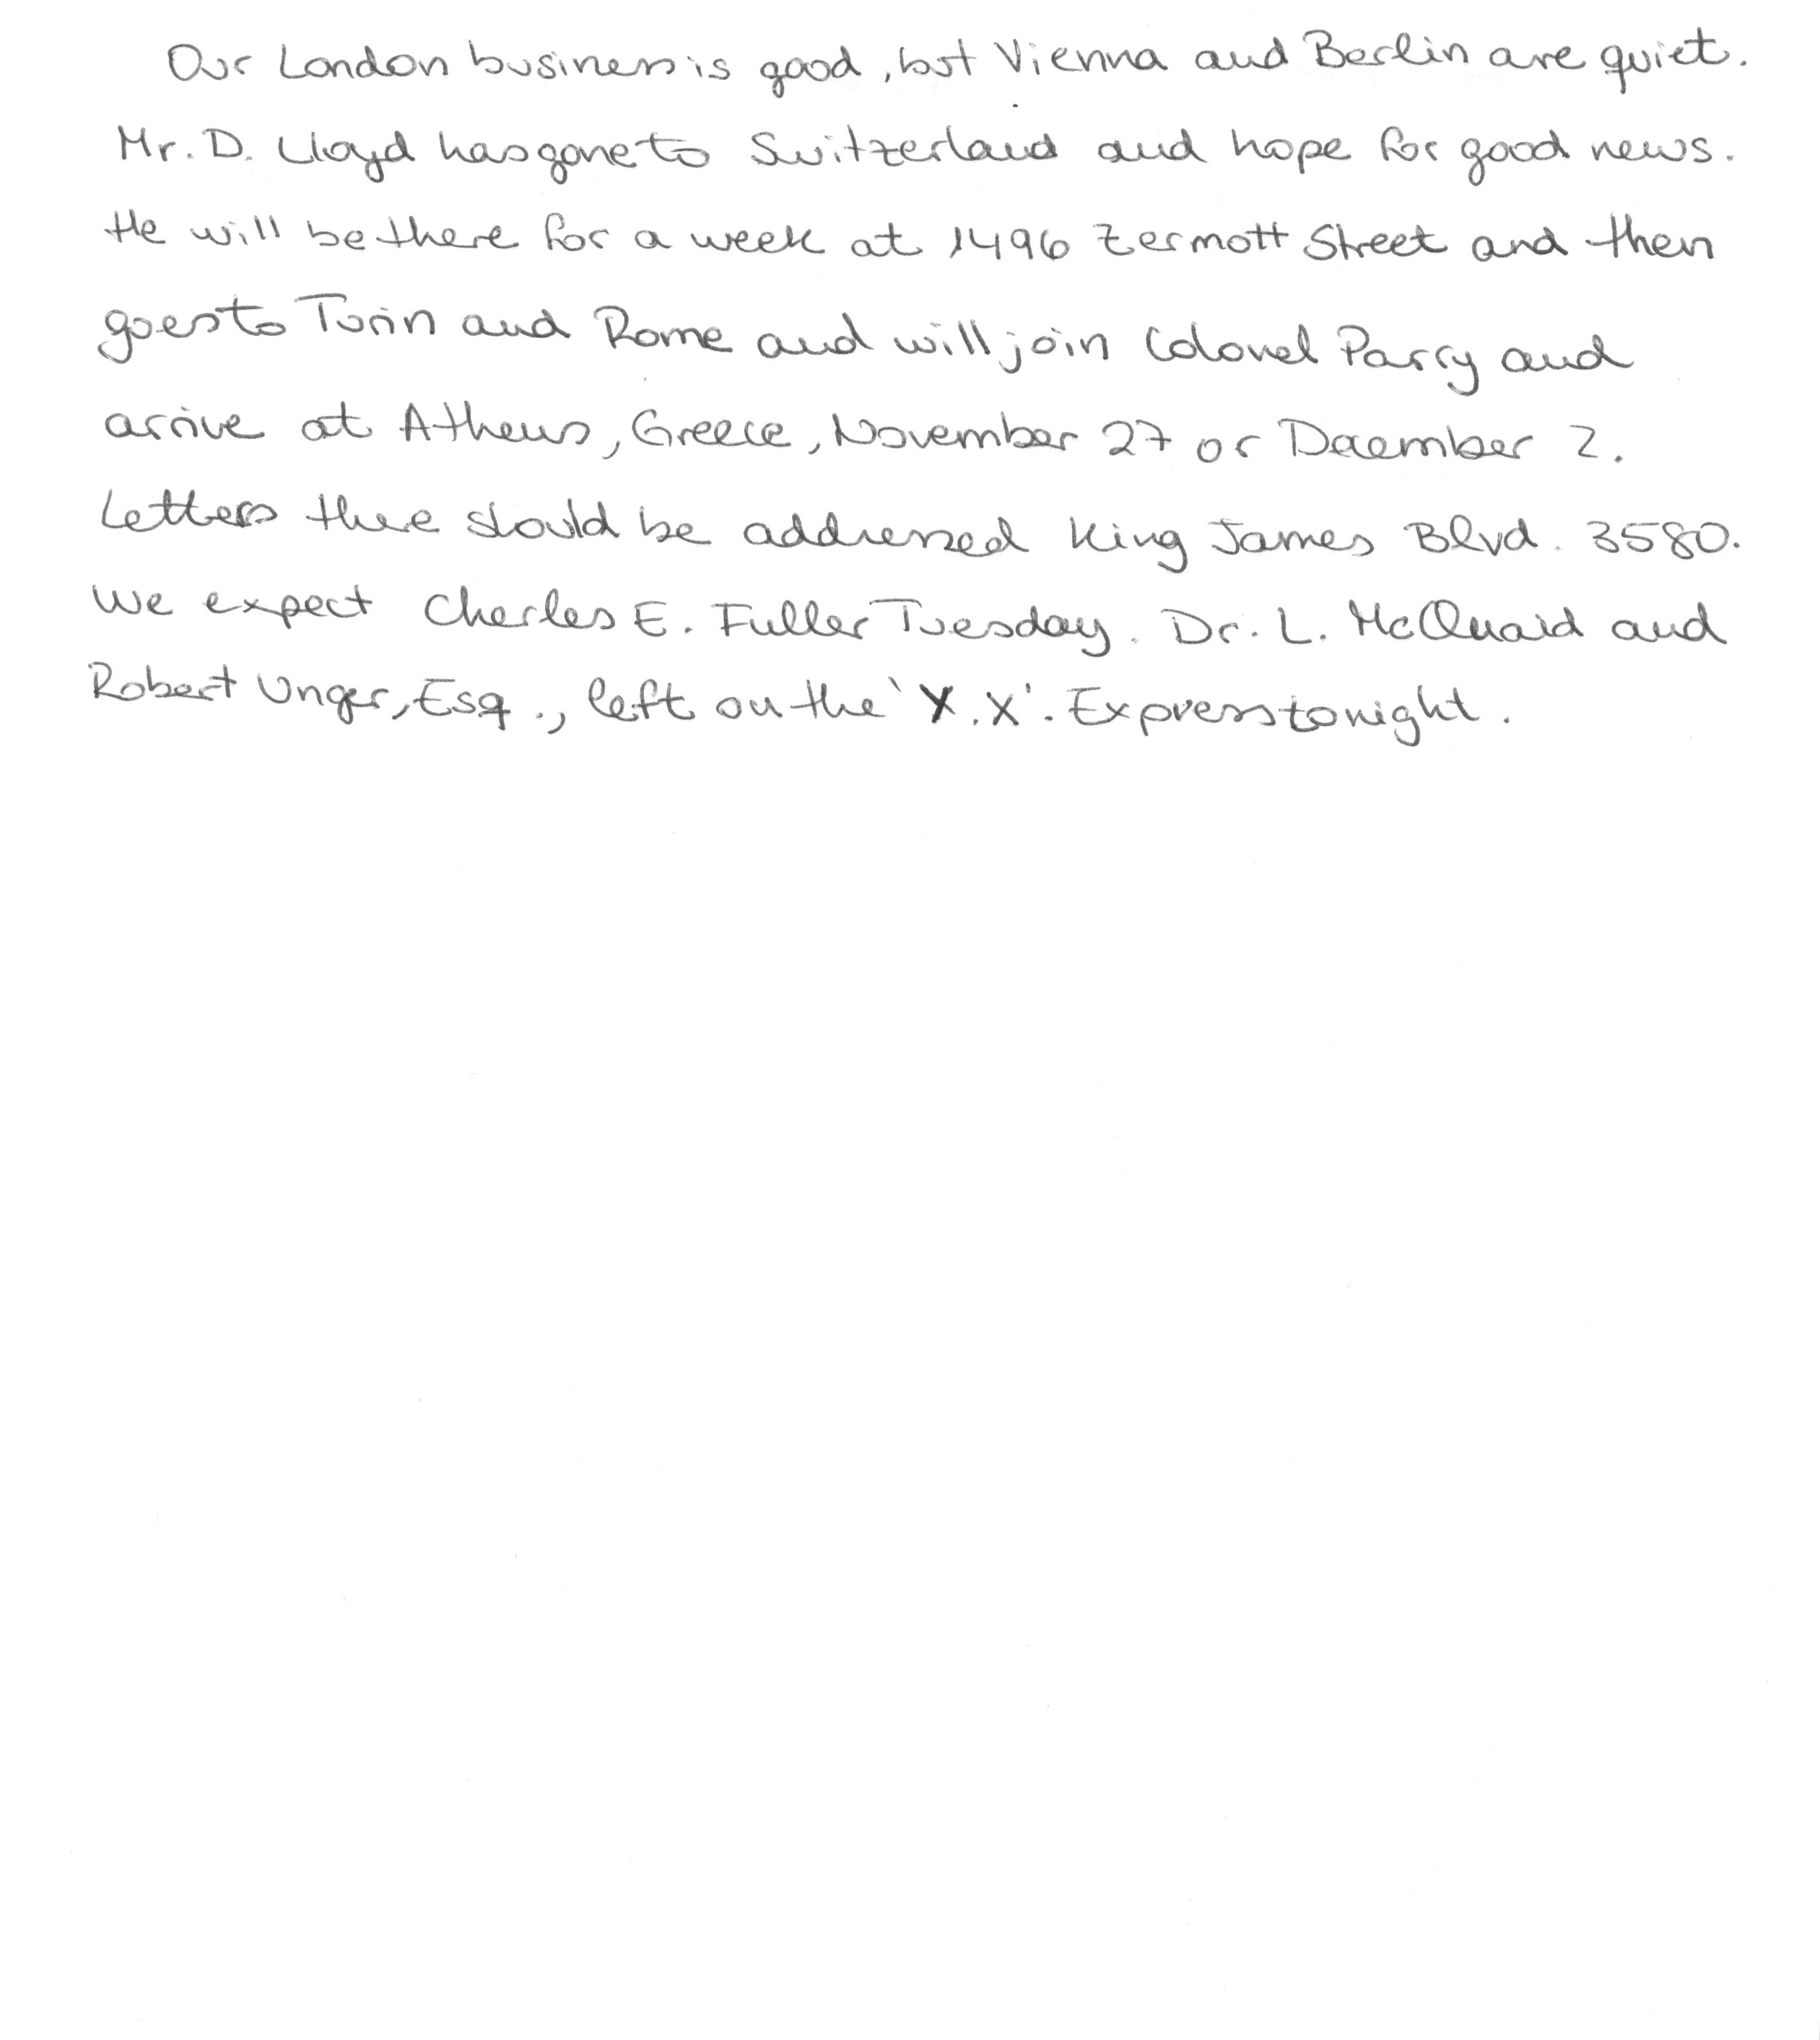 Our London business is good, but Vienna and Berlin are quiet.
Mr. D. Lloyd has gone to Switzerland and hope for good news.
He will be there for a week at 1496 Zermott Street and then
goes to Turin and Rome and will join Colonel Parry and
arrive at Athens, Greece, November 27 or December 2.
Letters there should be addressed King James Blvd. 3580.
We expect Charles E. Fuller Tuesday. Dr. L. McQuaid and
Robert Unger, Esq., left on the 'X.X'. Express tonight.